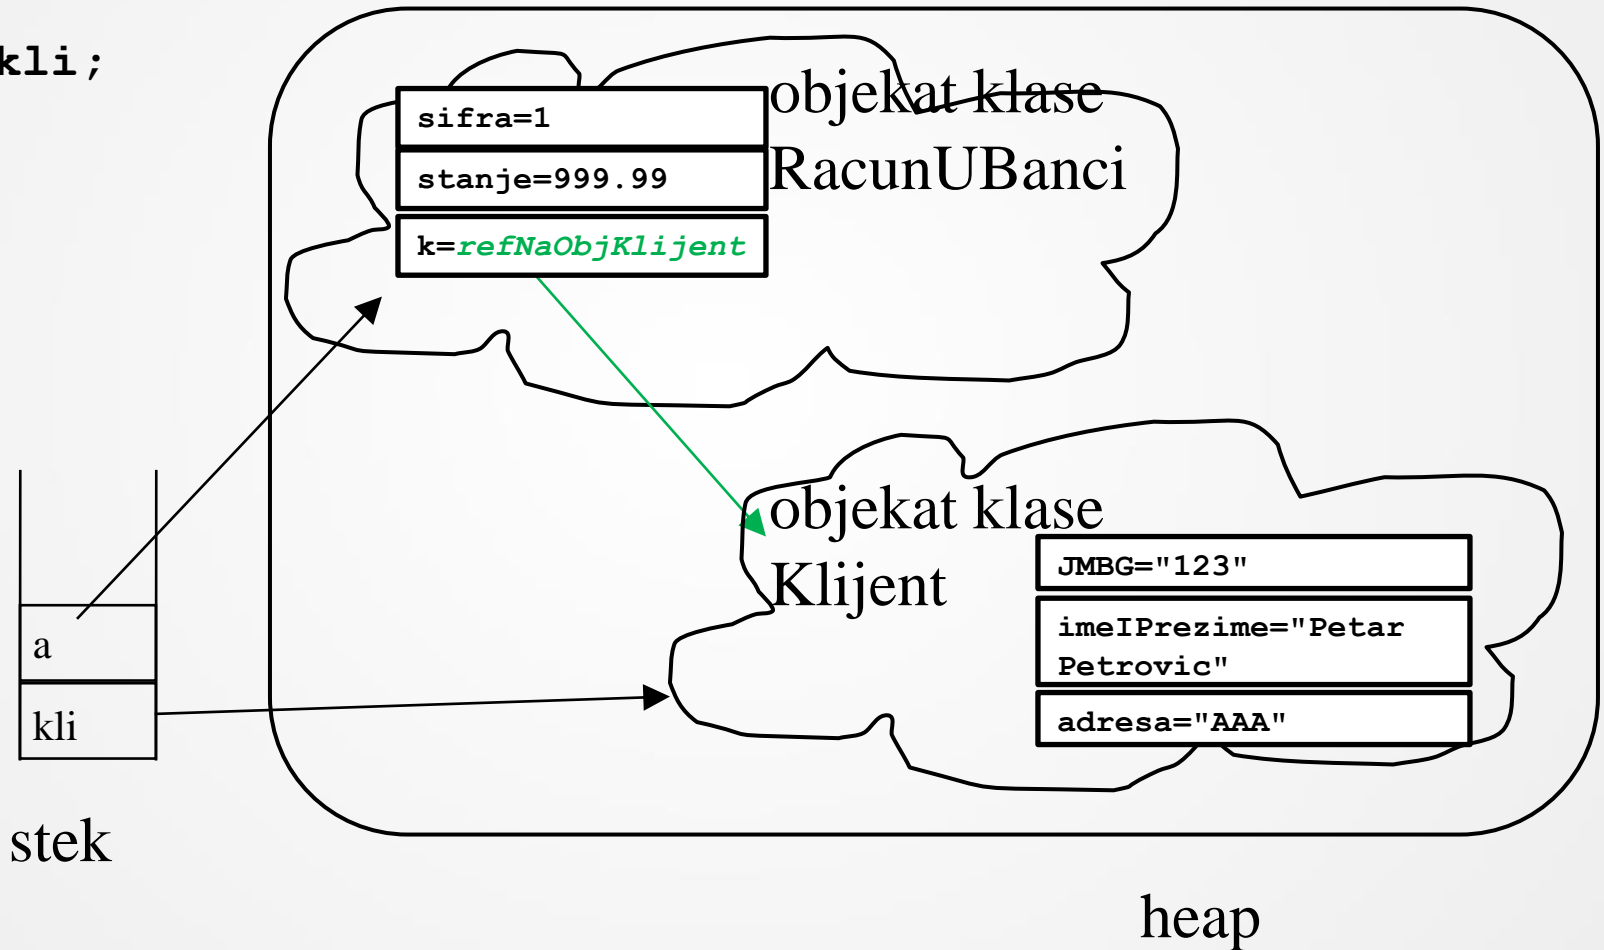 kli;
objekat klase
RacunUBanci
sifra=1
stanje=999.99
k=refNaObjKlijent
objekat klase
Klijent
JMBG="123"
imeIPrezime="Petar
Petrovic"
adresa="AAA"
a
kli
stek
heap